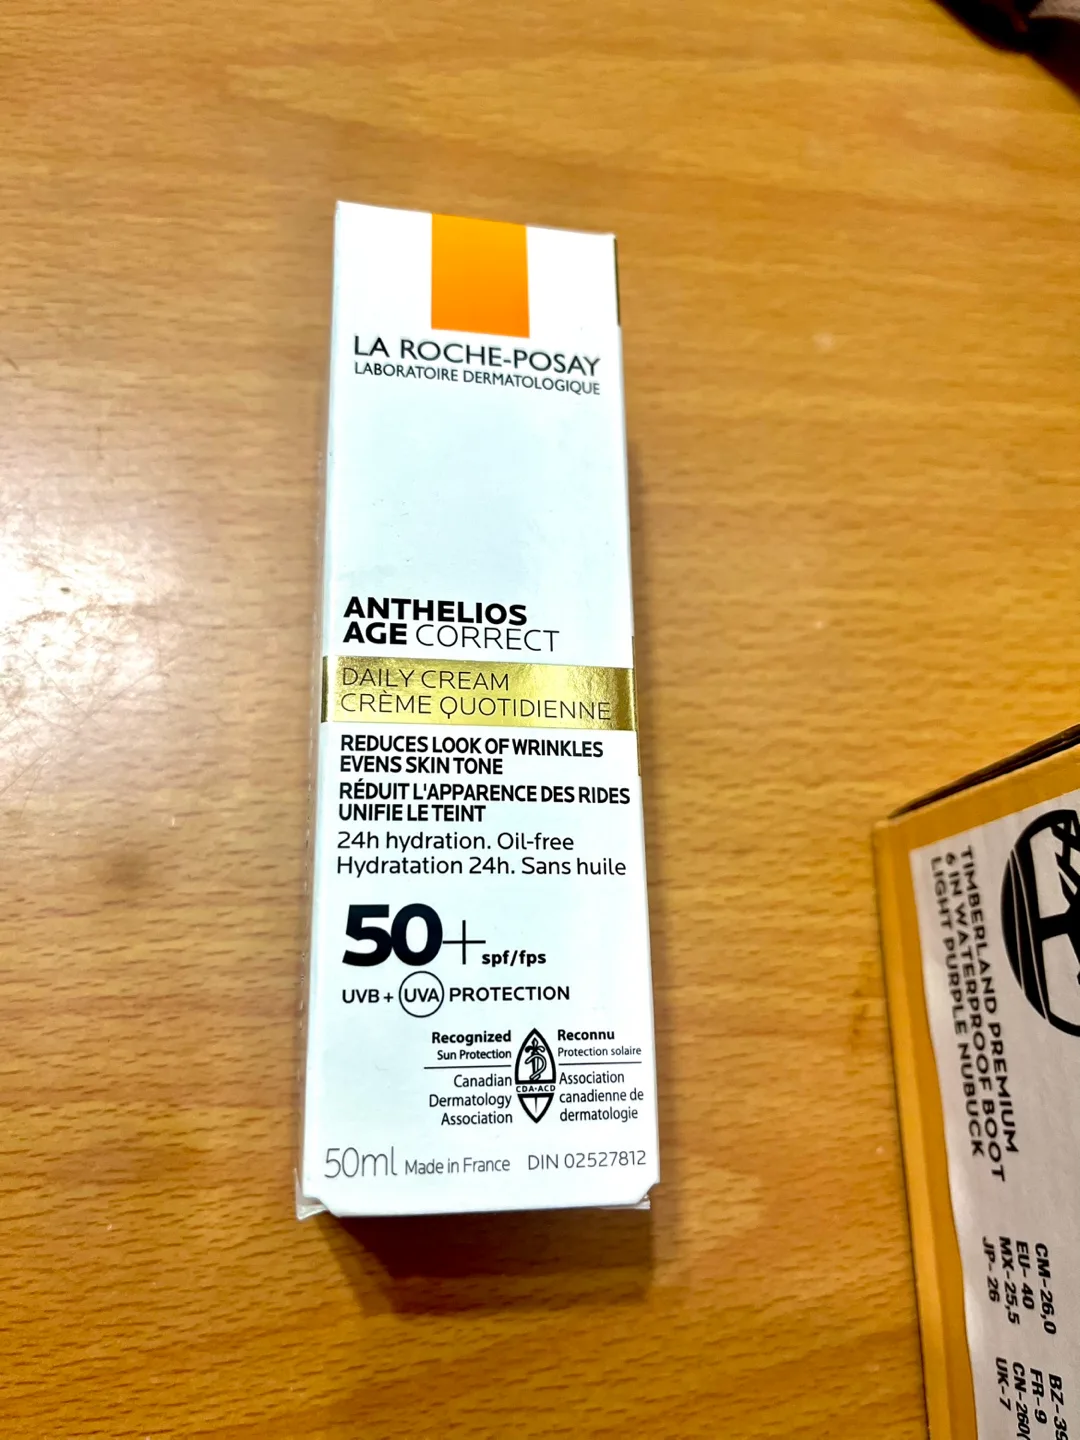 LA ROCHE-POSAY
LABORATOIRE DERMATOLOGIQUE
ANTHELIOS
AGE CORRECT
DAILY CREAM
CRÈME QUOTIDIENNE
REDUCES LOOK OF WRINKLES
EVENS SKIN TONE
RÉDUIT L'APPARENCE DES RIDES
UNIFIE LE TEINT
24h hydration. Oil-free
Hydratation 24h. Sans huile
50+ spf/fps
UVB + UVA PROTECTION
Recognized
Sun Protection
Canadian
Dermatology
Association
CDA•ACD
Reconnu
Protection solaire
Association
canadienne de
dermatologie
50ml Made in France DIN 02527812
TIMBERLAND PREMIUM
6 IN WATERPROOF BOOT
LIGHT PURPLE NUBUCK
CM-26,0
EU-40
MX-25,5
JP-26
FR-9
UK-7